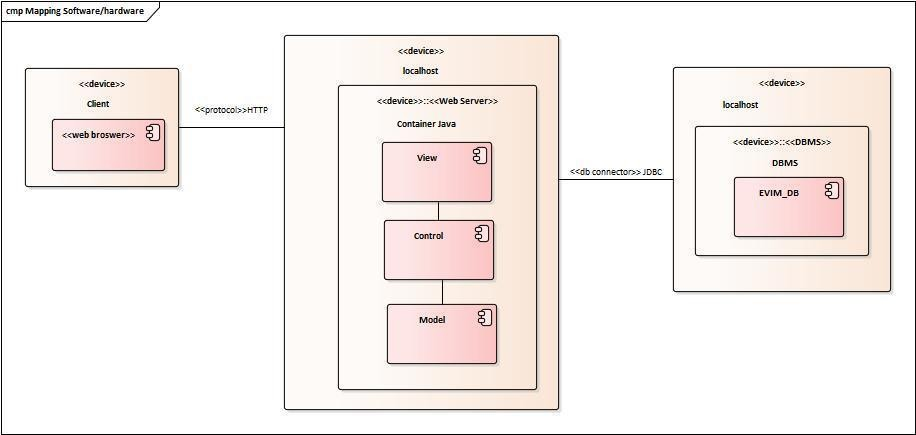 cmp Mapping Software/hardware
<<device>>
Client
<<web broswer>>
<<protocol>>HTTP
<<device>>
localhost
<<device>>::<<Web Server>>
Container Java
View
Control
Model
<<db connector>> JDBC
<<device>>
localhost
<<device>>::<<DBMS>>
DBMS
EVIM_DB